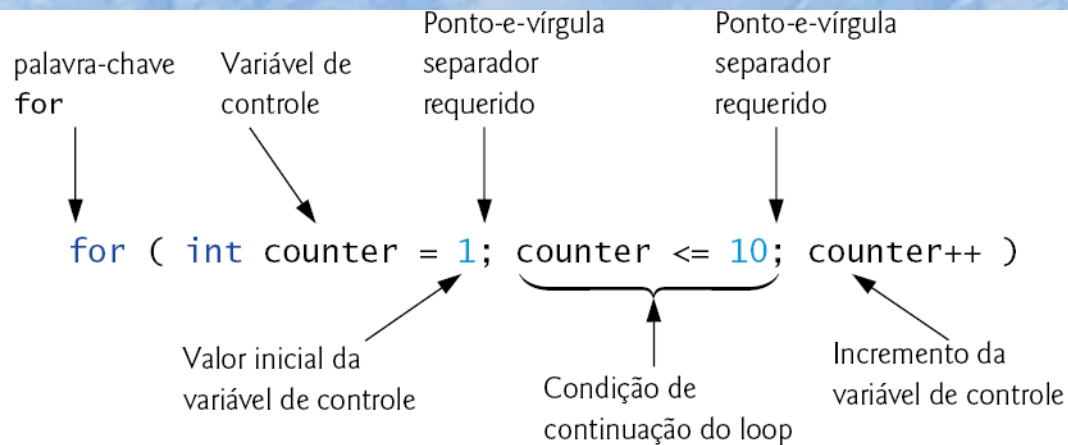 palavra-chave
for
Variável de
controle
Ponto-e-vírgula
separador
requerido
Ponto-e-vírgula
separador
requerido
for ( int counter = 1; counter <= 10; counter++ )
Valor inicial da
variável de controle
Condição de
continuação do loop
Incremento da
variável de controle